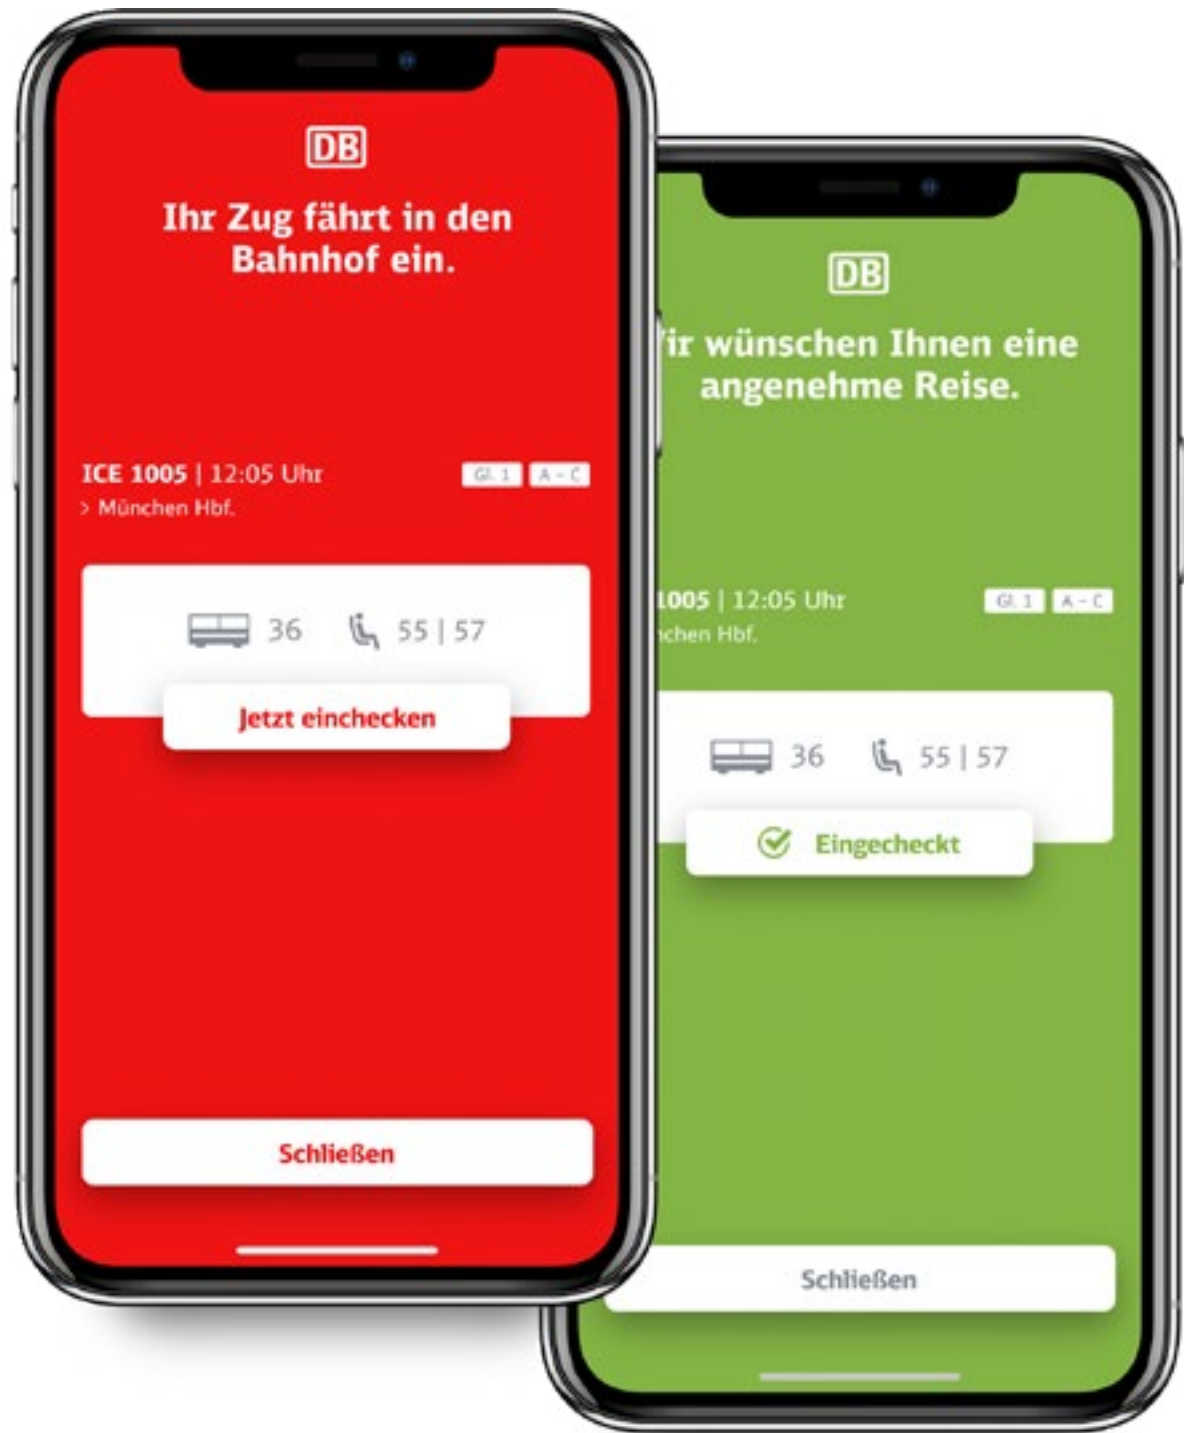 DB
Ihr Zug fährt in den
Bahnhof ein.
ICE 1005 | 12:05 Uhr Gl. 1 A - C
> München Hbf.
36 55 | 57
Jetzt einchecken
Schließen
DB
ir wünschen Ihnen eine
angenehme Reise.
1005 | 12:05 Uhr Gl. 1 A - C
nchen Hbf.
36 55 | 57
Eingecheckt
Schließen